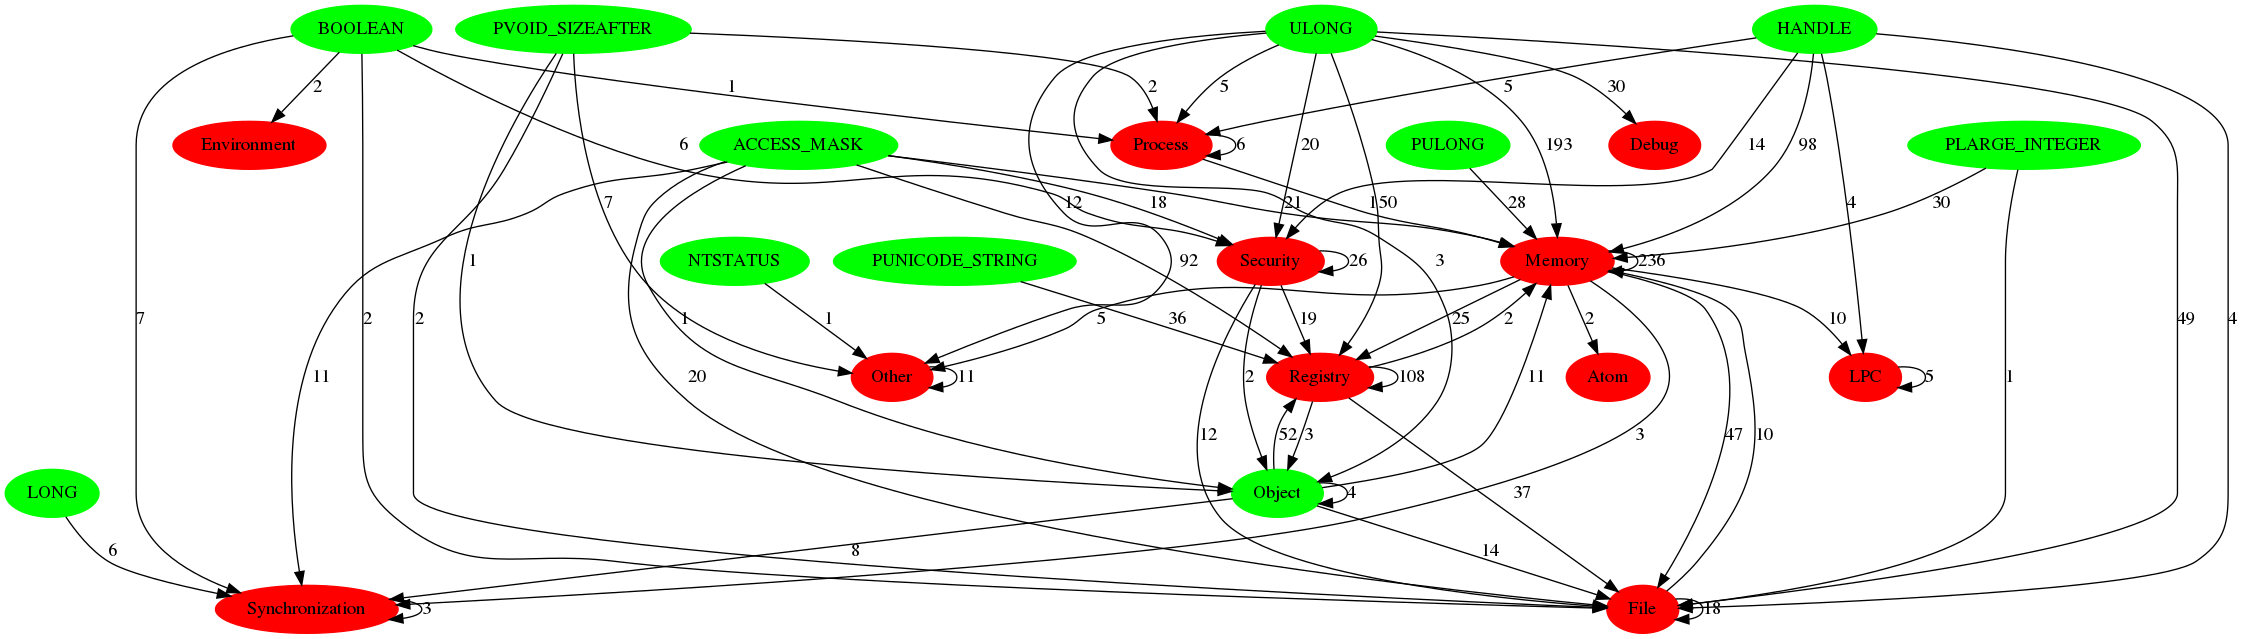 BOOLEAN PVOID_SIZEAFTER ULONG HANDLE
2 1 2 5 30 5
Environment ACCESS_MASK Process PULONG Debug PLARGE_INTEGER
6 6 20 193 14 98
7 12 18 21 150 28 4 30
NTSTATUS PUNICODE_STRING Security Memory
1 92 26 3 236
7 2 2 1 1 36 5 19 25 2 2 10 49 4
Other Registry Atom LPC
11 11 20 108 5
12 2 52 3 11 3 47 10 1
LONG Object
4
6 8 37 14
Synchronization File
3 18